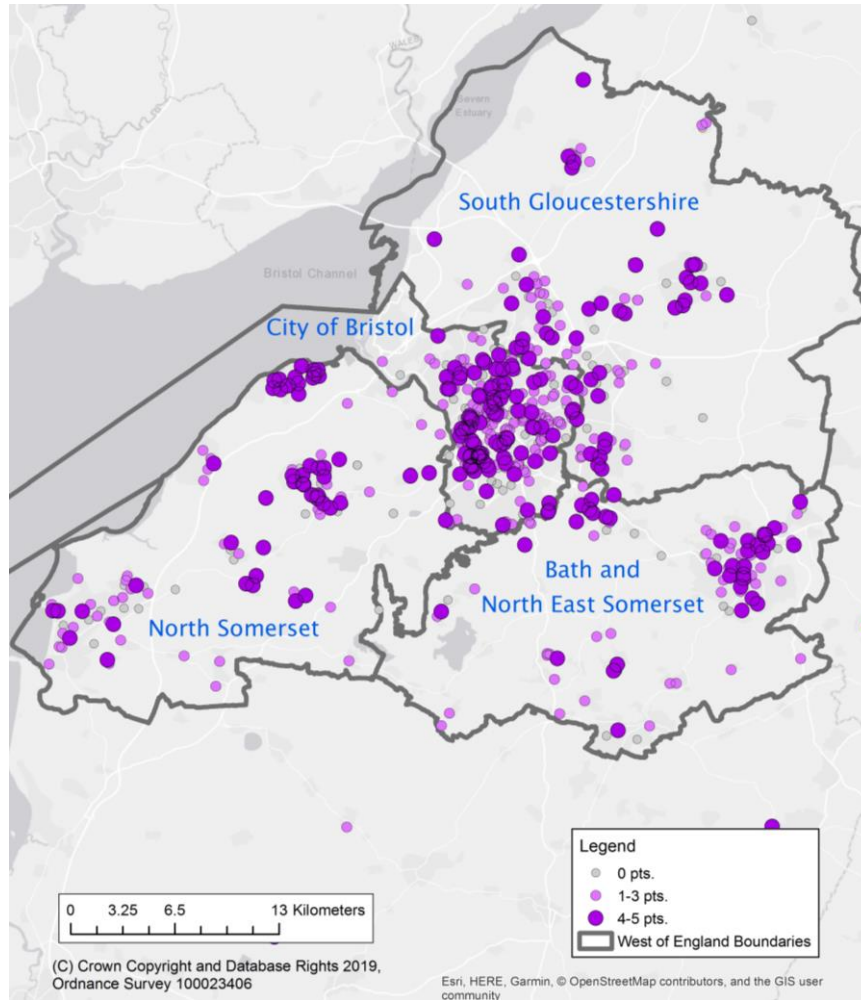 WALES
Severn
Estuary
South Gloucestershire
Bristol Channel
City of Bristol
Bath and
North East Somerset
North Somerset
Legend
0 pts.
1-3 pts.
4-5 pts.
West of England Boundaries
0 3.25 6.5 13 Kilometers
(C) Crown Copyright and Database Rights 2019,
Ordnance Survey 100023406
Esri, HERE, Garmin, © OpenStreetMap contributors, and the GIS user
community